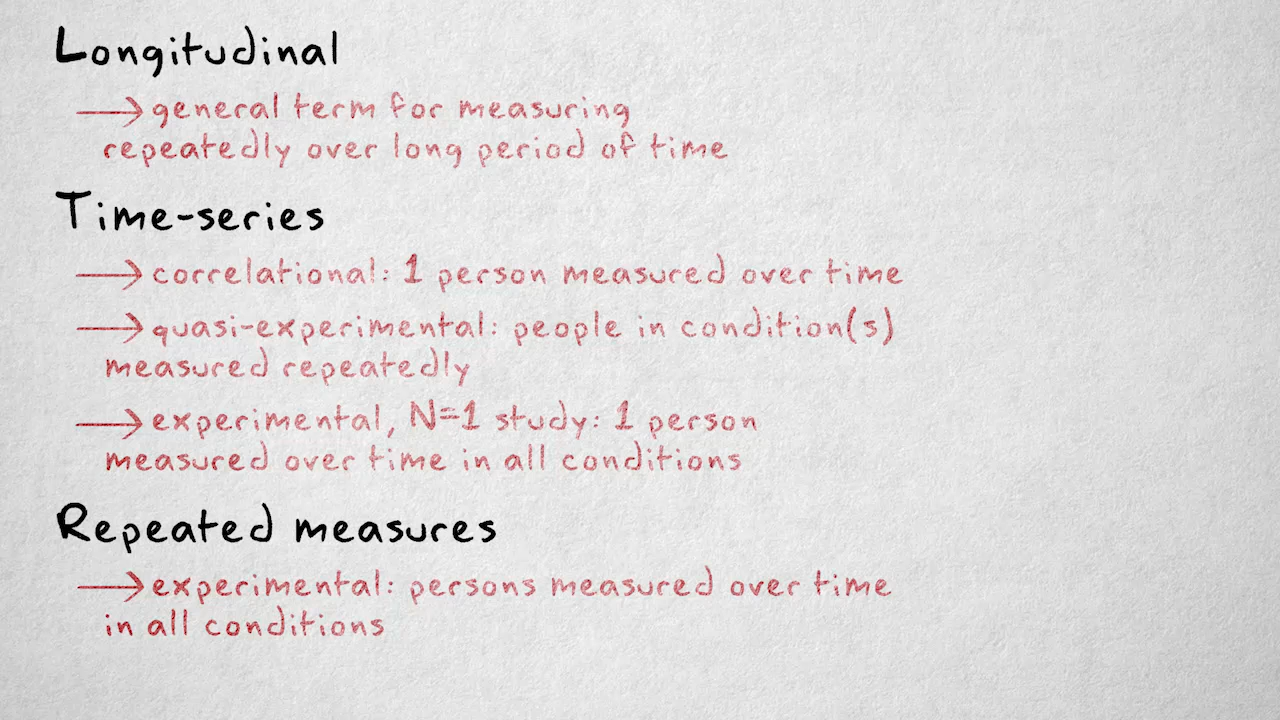 Longitudinal
→ general term for measuring
repeatedly over long period of time
Time-series
→ correlational: 1 person measured over time
→ quasi-experimental: people in condition(s)
measured repeatedly
→ experimental, N=1 study: 1 person
measured over time in all conditions
Repeated measures
→ experimental: persons measured over time
in all conditions